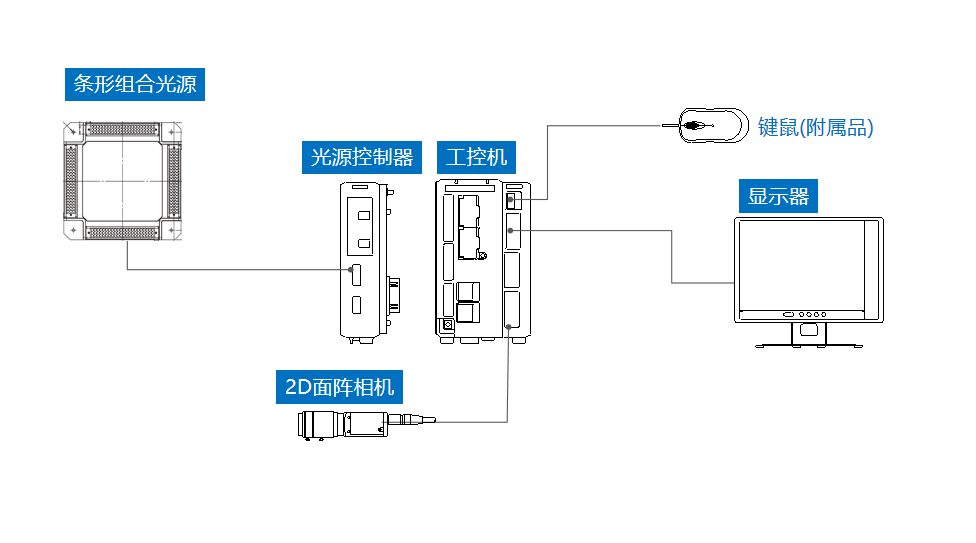 条形组合光源
光源控制器
工控机
键鼠(附属品)
显示器
2D面阵相机